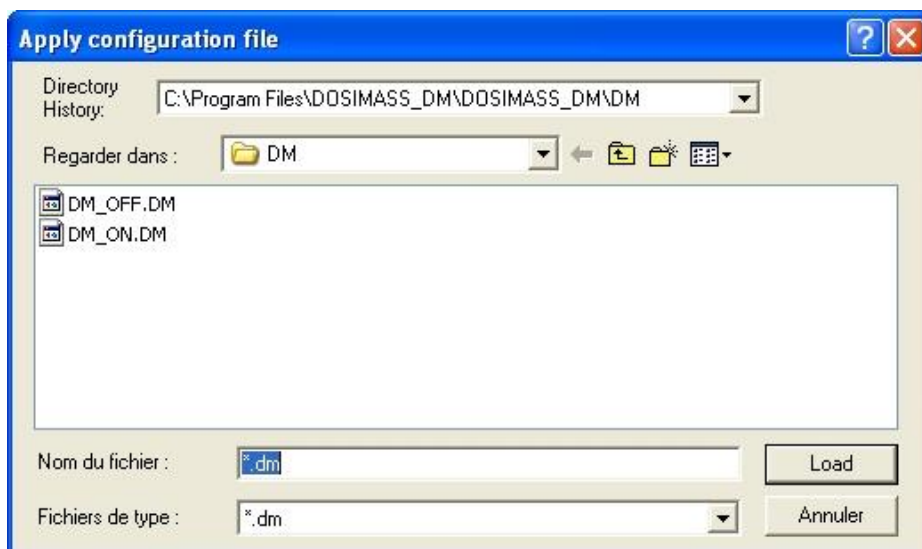 Apply configuration file
Directory History: C:\Program Files\DOSIMASS_DM\DOSIMASS_DM\DM
Regarder dans : DM
DM_OFF.DM
DM_ON.DM
Nom du fichier : *.dm Load
Fichiers de type : *.dm Annuler